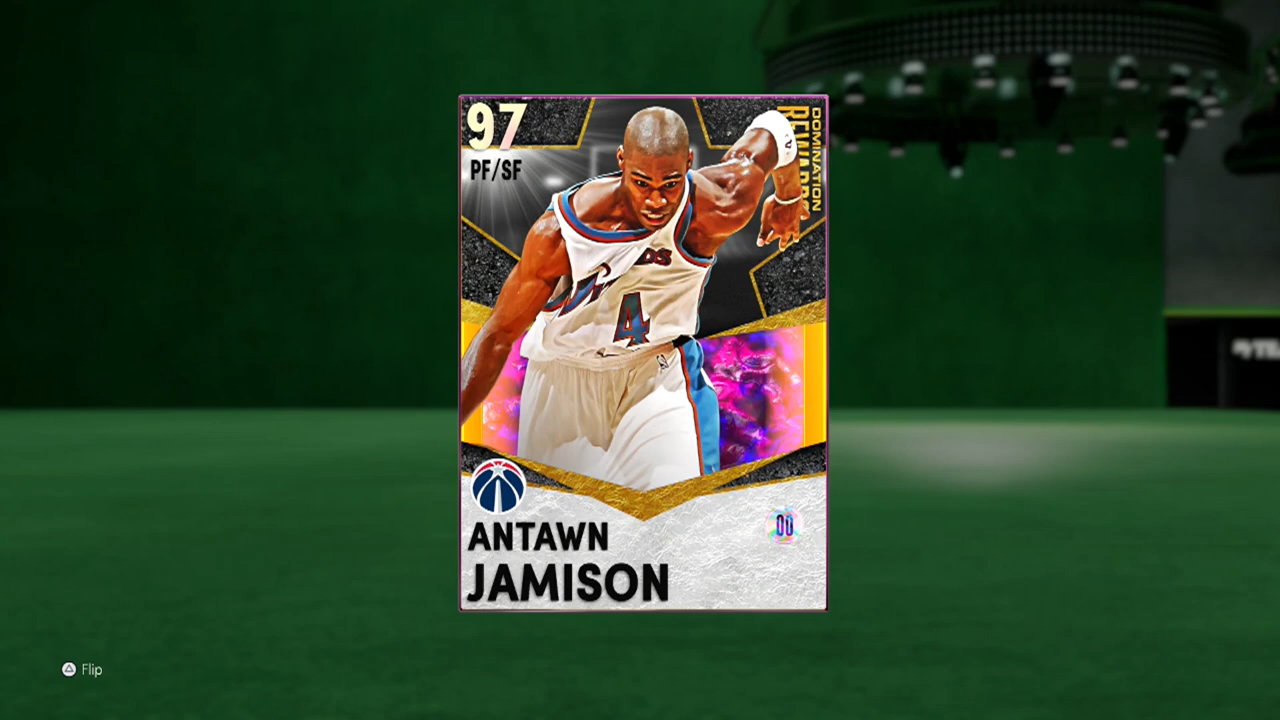 97
PF/SF
DOMINATION
REWARDS
4
ANTAWN
JAMISON
00
Flip